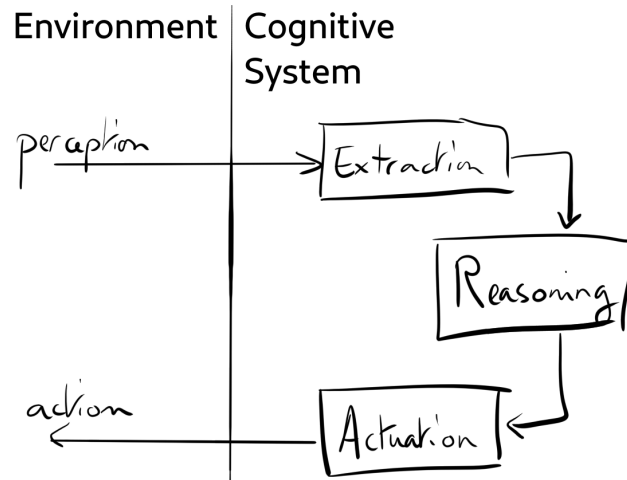 Environment
Cognitive
System
perception
Extraction
Reasoning
action
Actuation